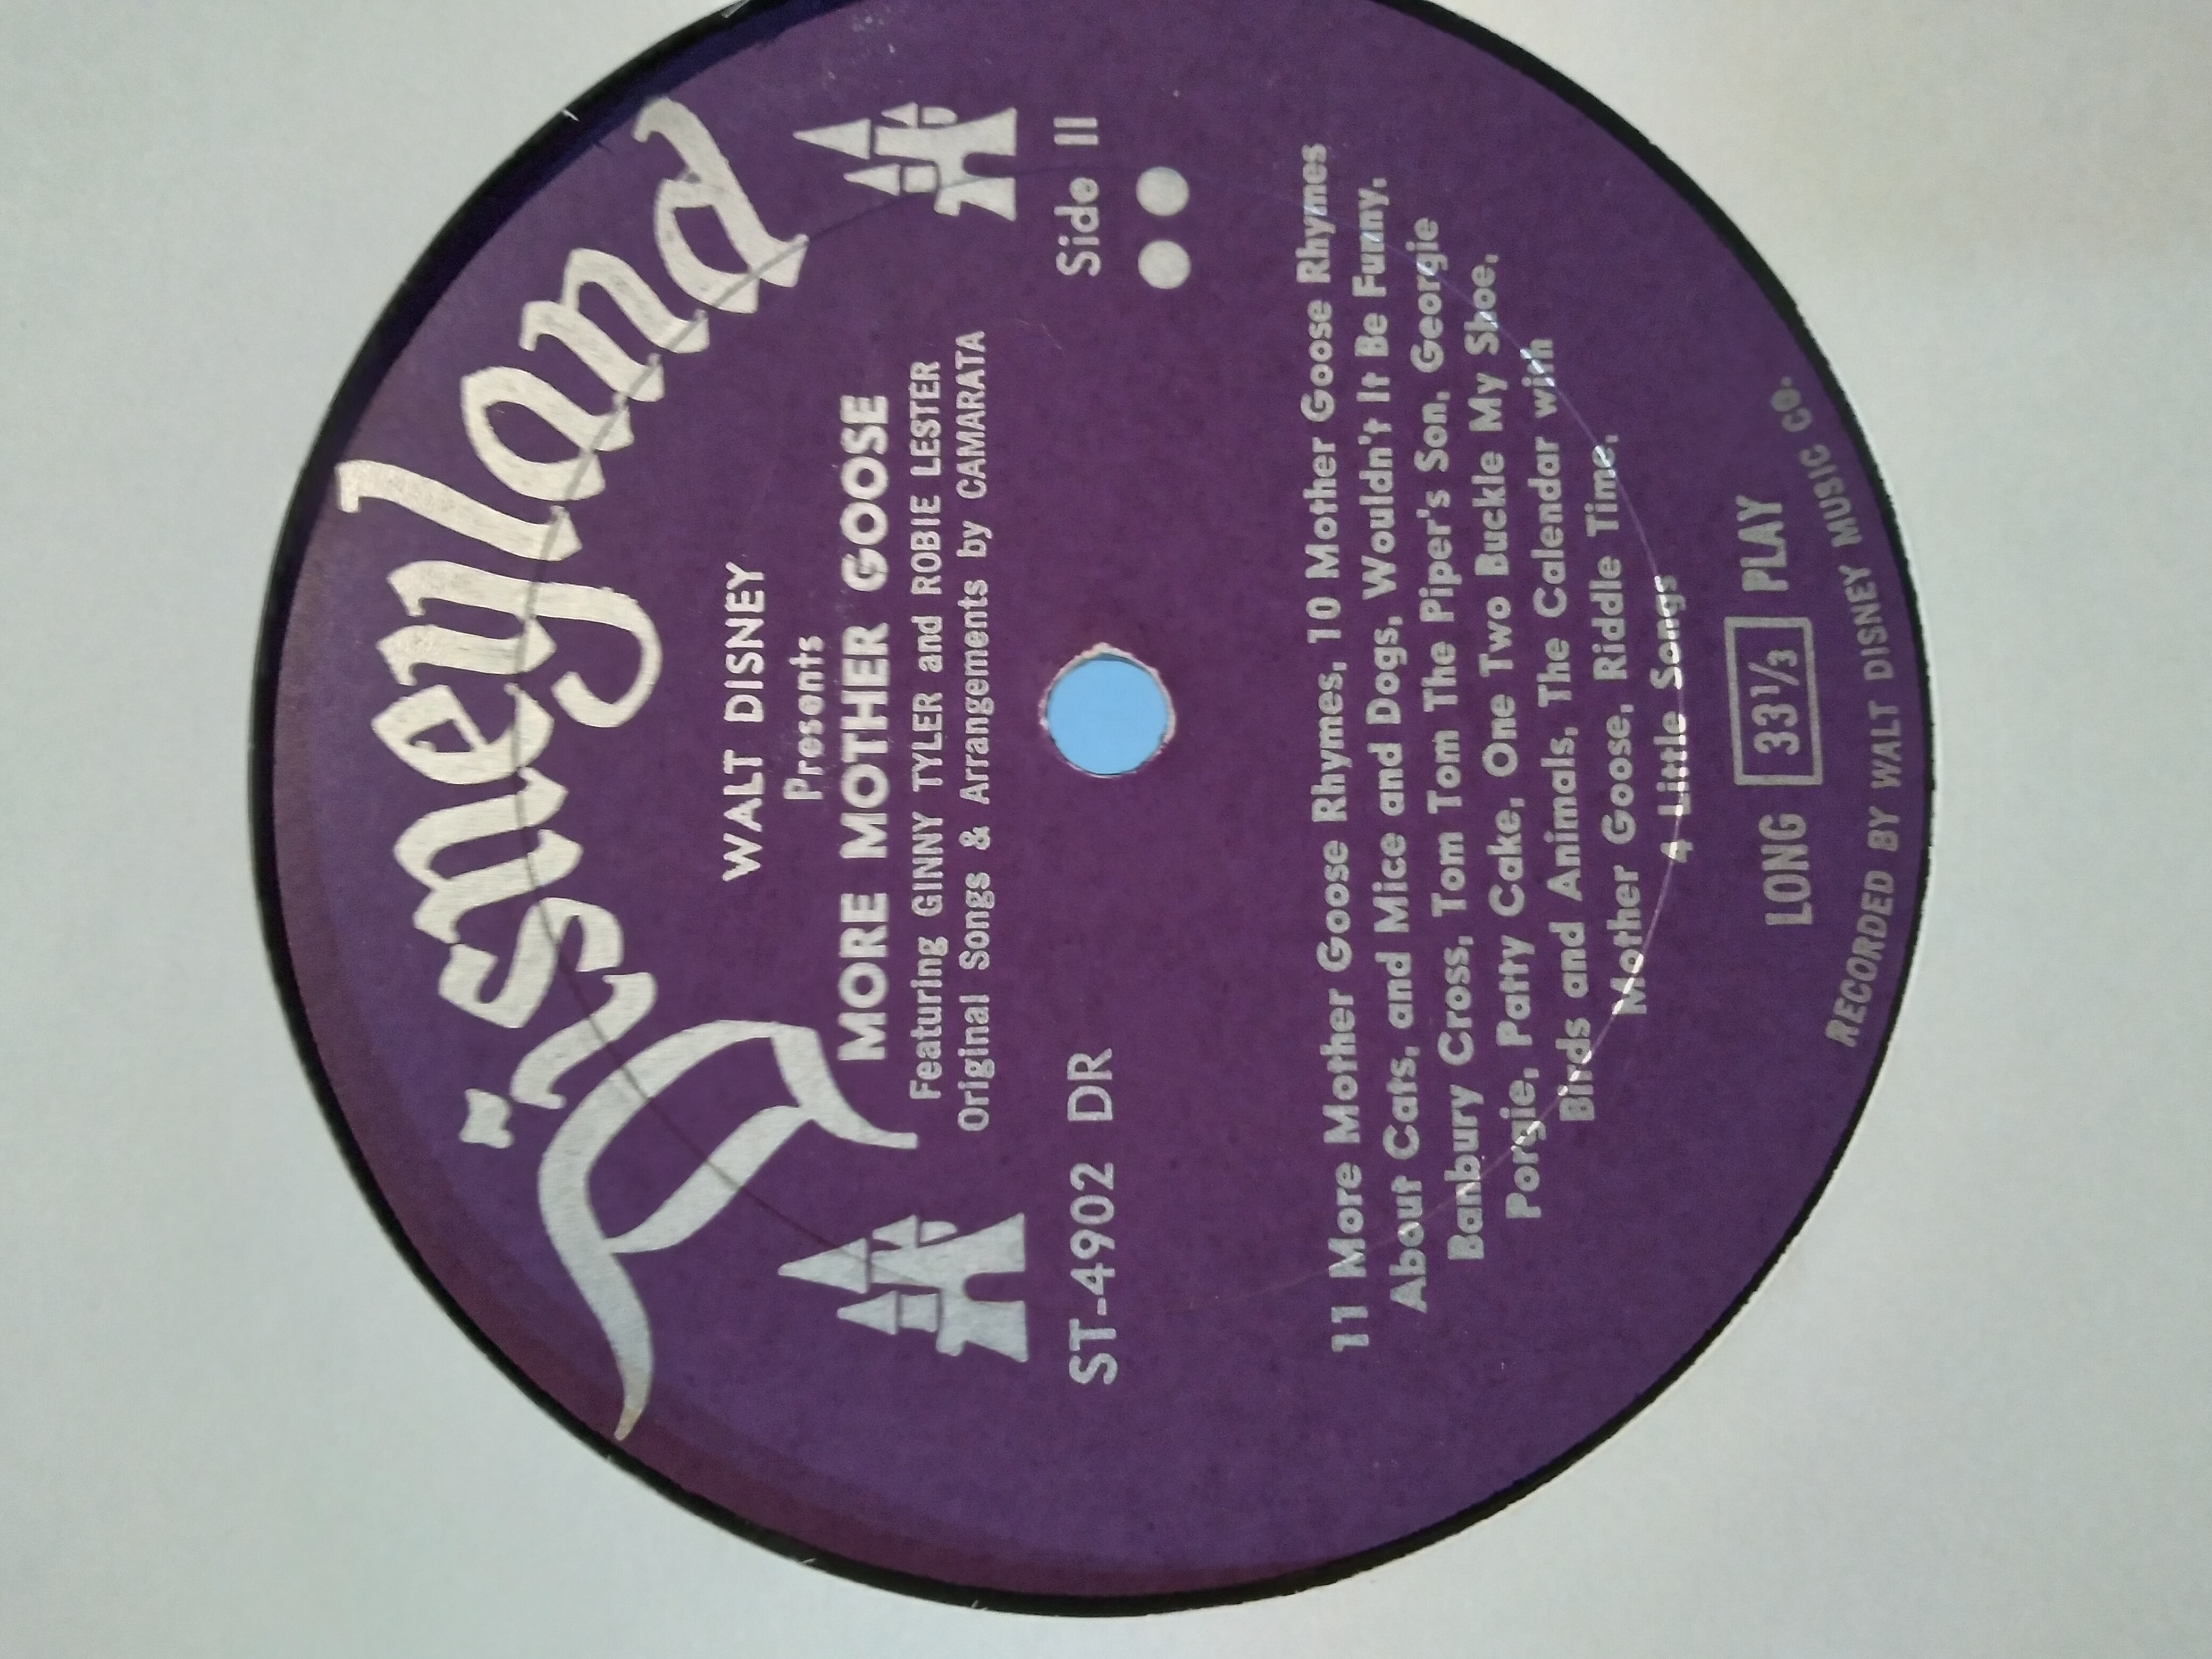 Disneyland
WALT DISNEY
Presents
MORE MOTHER GOOSE
Featuring GINNY TYLER and ROBIE LESTER
Original Songs & Arrangements by CAMARATA
ST-4902 DR
Side II
11 More Mother Goose Rhymes, 10 Mother Goose Rhymes
About Cats, and Mice and Dogs, Wouldn't It Be Funny,
Banbury Cross, Tom Tom The Piper's Son, Georgie
Porgie, Patty Cake, One Two Buckle My Shoe,
Birds and Animals, The Calendar with
Mother Goose, Riddle Time,
4 Little Songs
LONG 33 1/3 PLAY
RECORDED BY WALT DISNEY MUSIC CO.